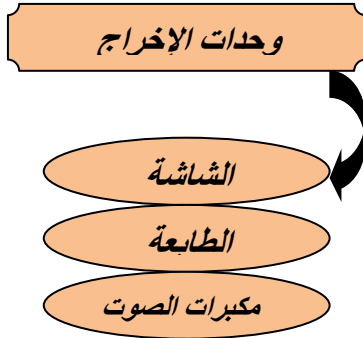 وحدات الإخراج
الشاشة
الطابعة
مكبرات الصوت